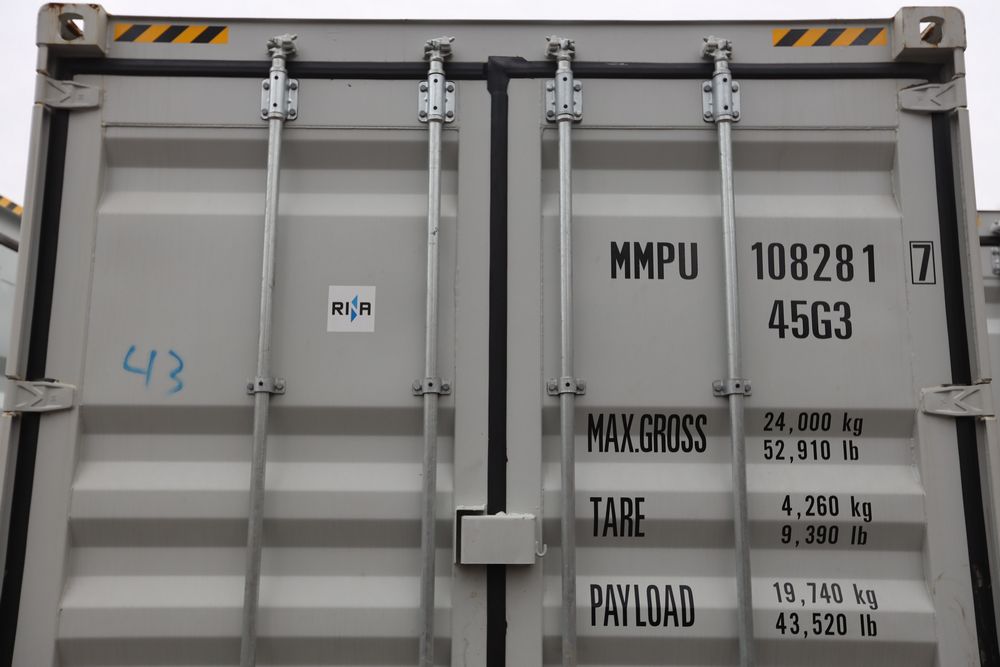 MMPU 108281 7
45G3
RINA
43
MAX.GROSS 24,000 kg
52,910 lb
TARE 4,260 kg
9,390 lb
PAYLOAD 19,740 kg
43,520 lb